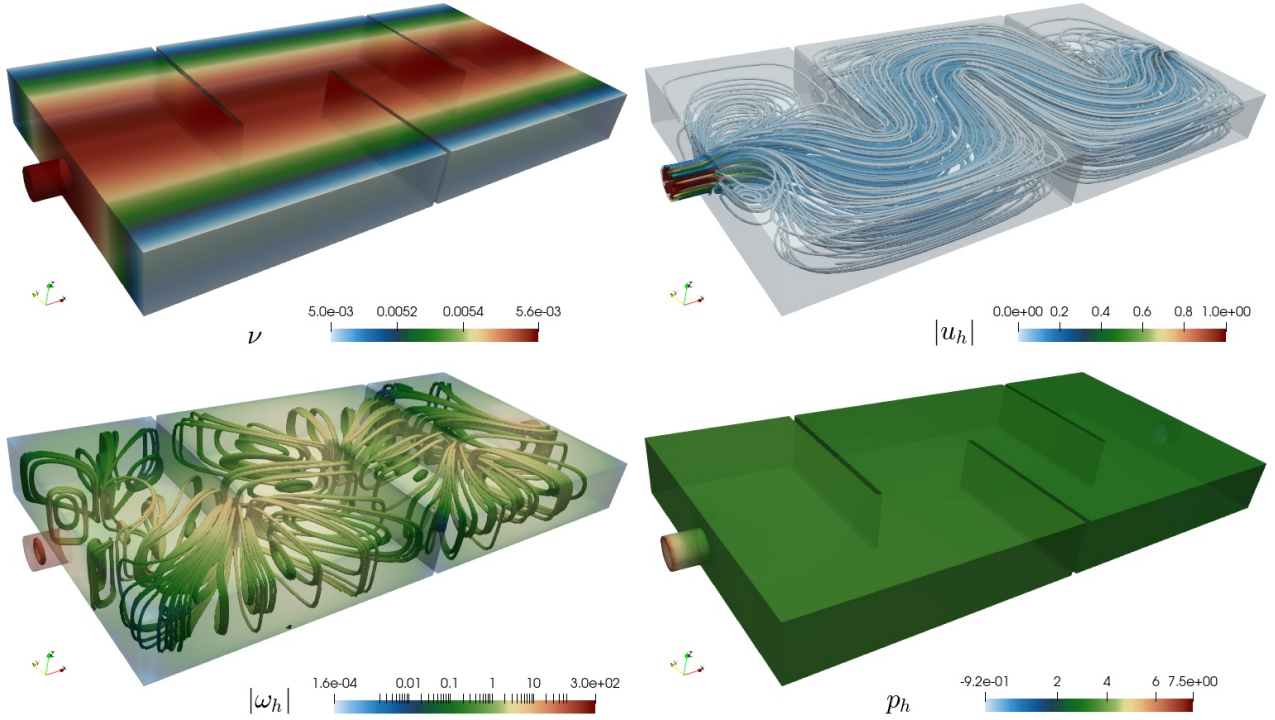 5.0e-03 0.0052 0.0054 5.6e-03
ν
0.0e+00 0.2 0.4 0.6 0.8 1.0e+00
|u_h|
1.6e-04 0.01 0.1 1 10 3.0e+02
|ω_h|
-9.2e-01 2 4 6 7.5e+00
p_h